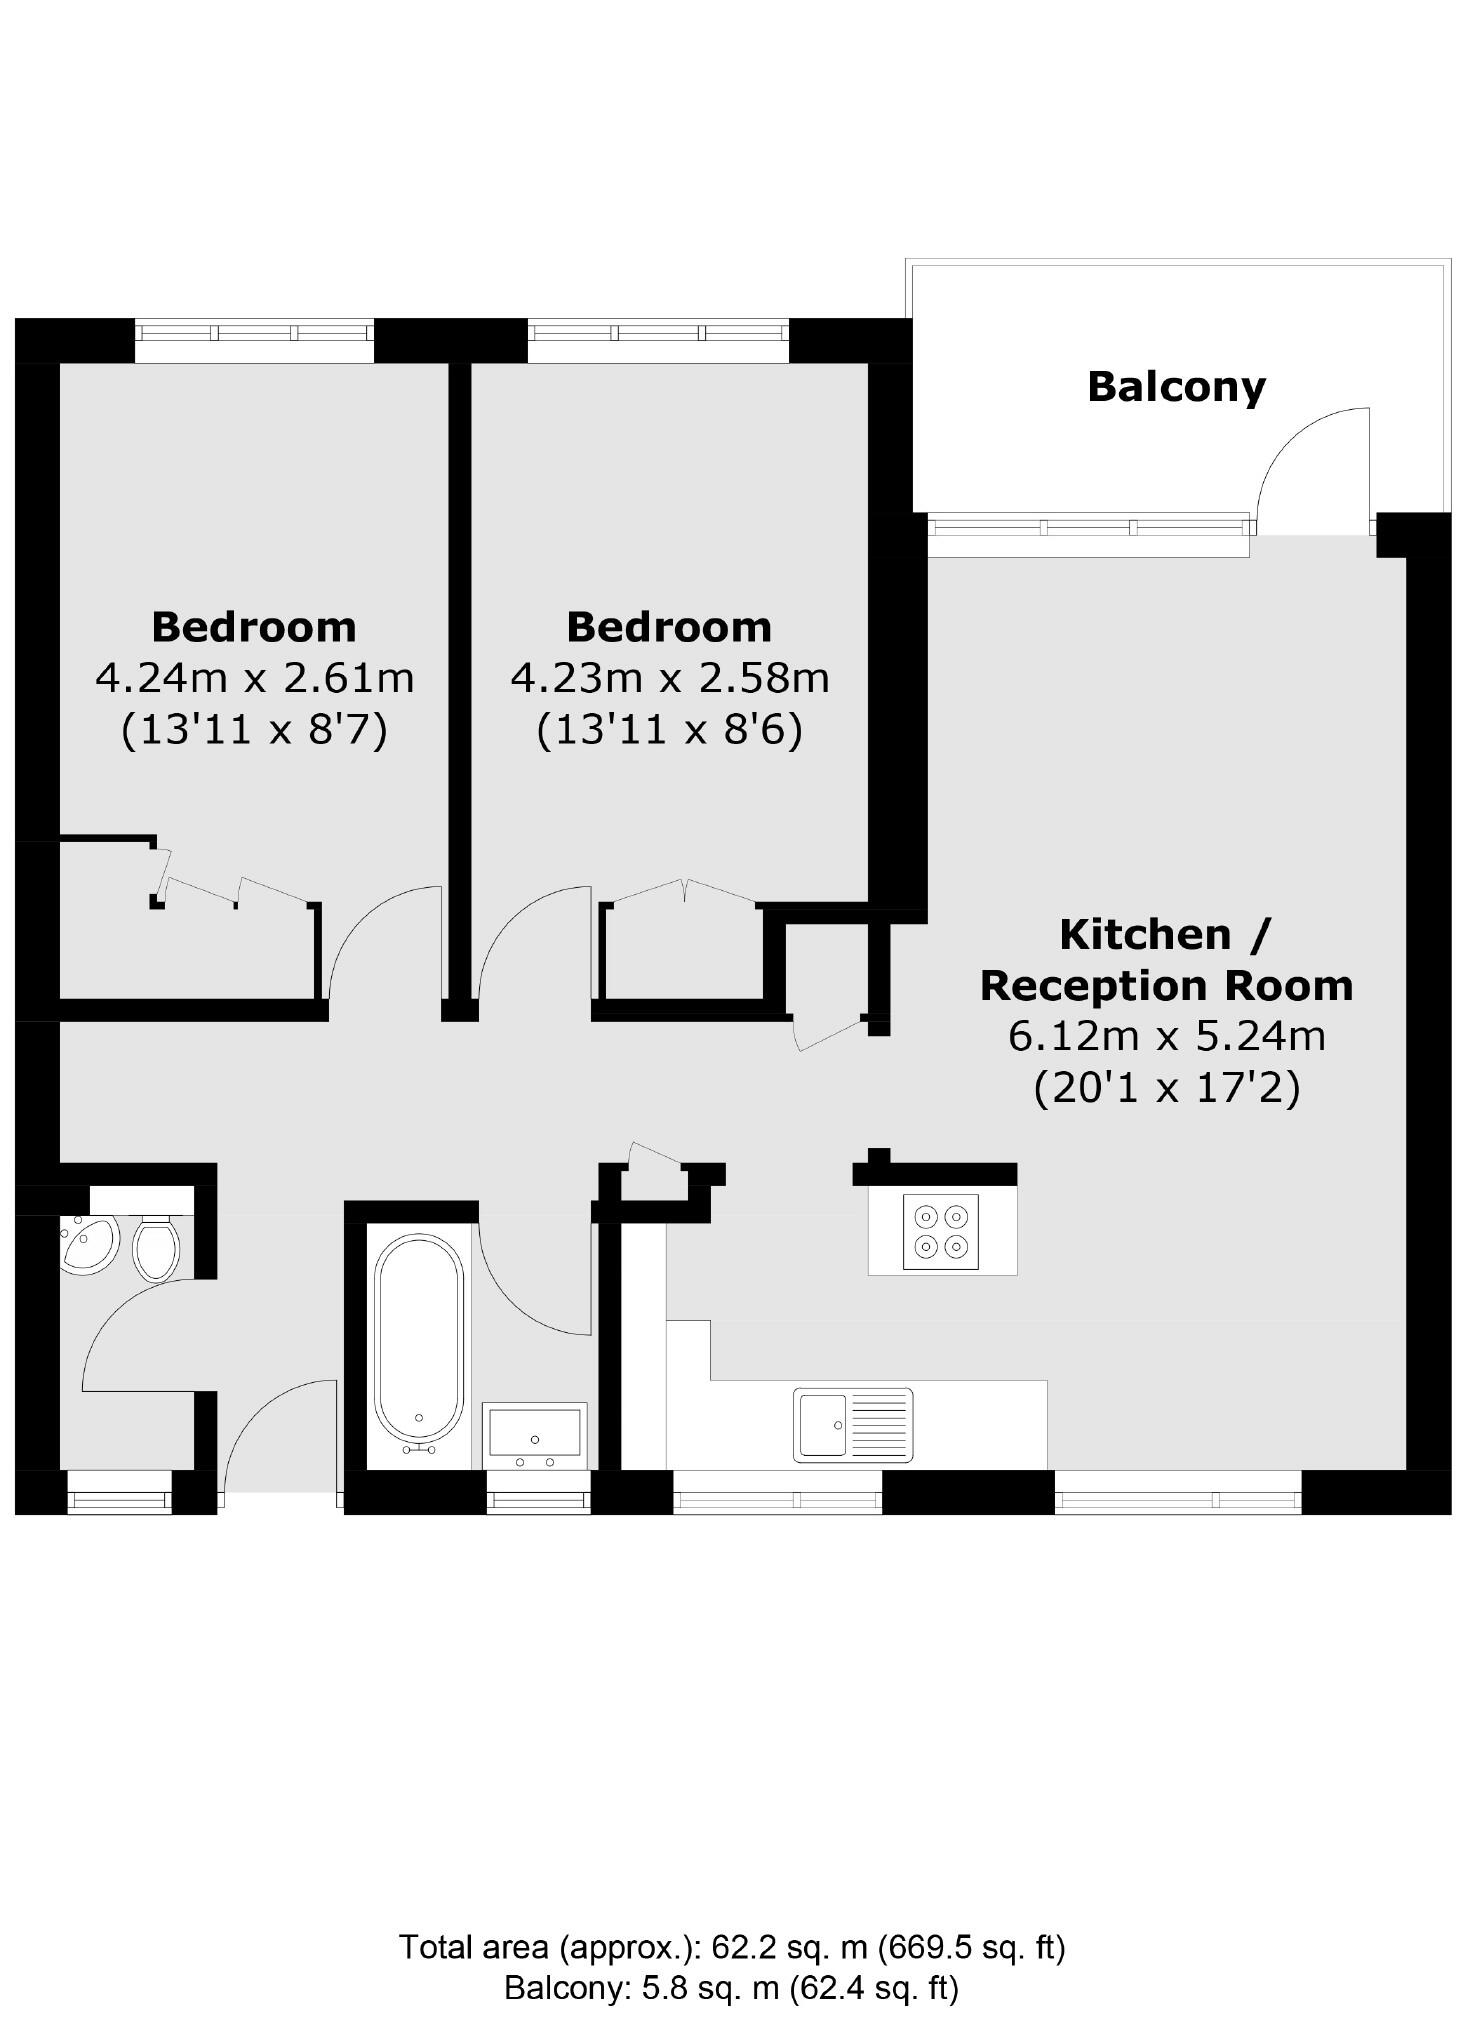 Balcony
Bedroom
4.24m x 2.61m
(13'11 x 8'7)
Bedroom
4.23m x 2.58m
(13'11 x 8'6)
Kitchen /
Reception Room
6.12m x 5.24m
(20'1 x 17'2)
Total area (approx.): 62.2 sq. m (669.5 sq. ft)
Balcony: 5.8 sq. m (62.4 sq. ft)